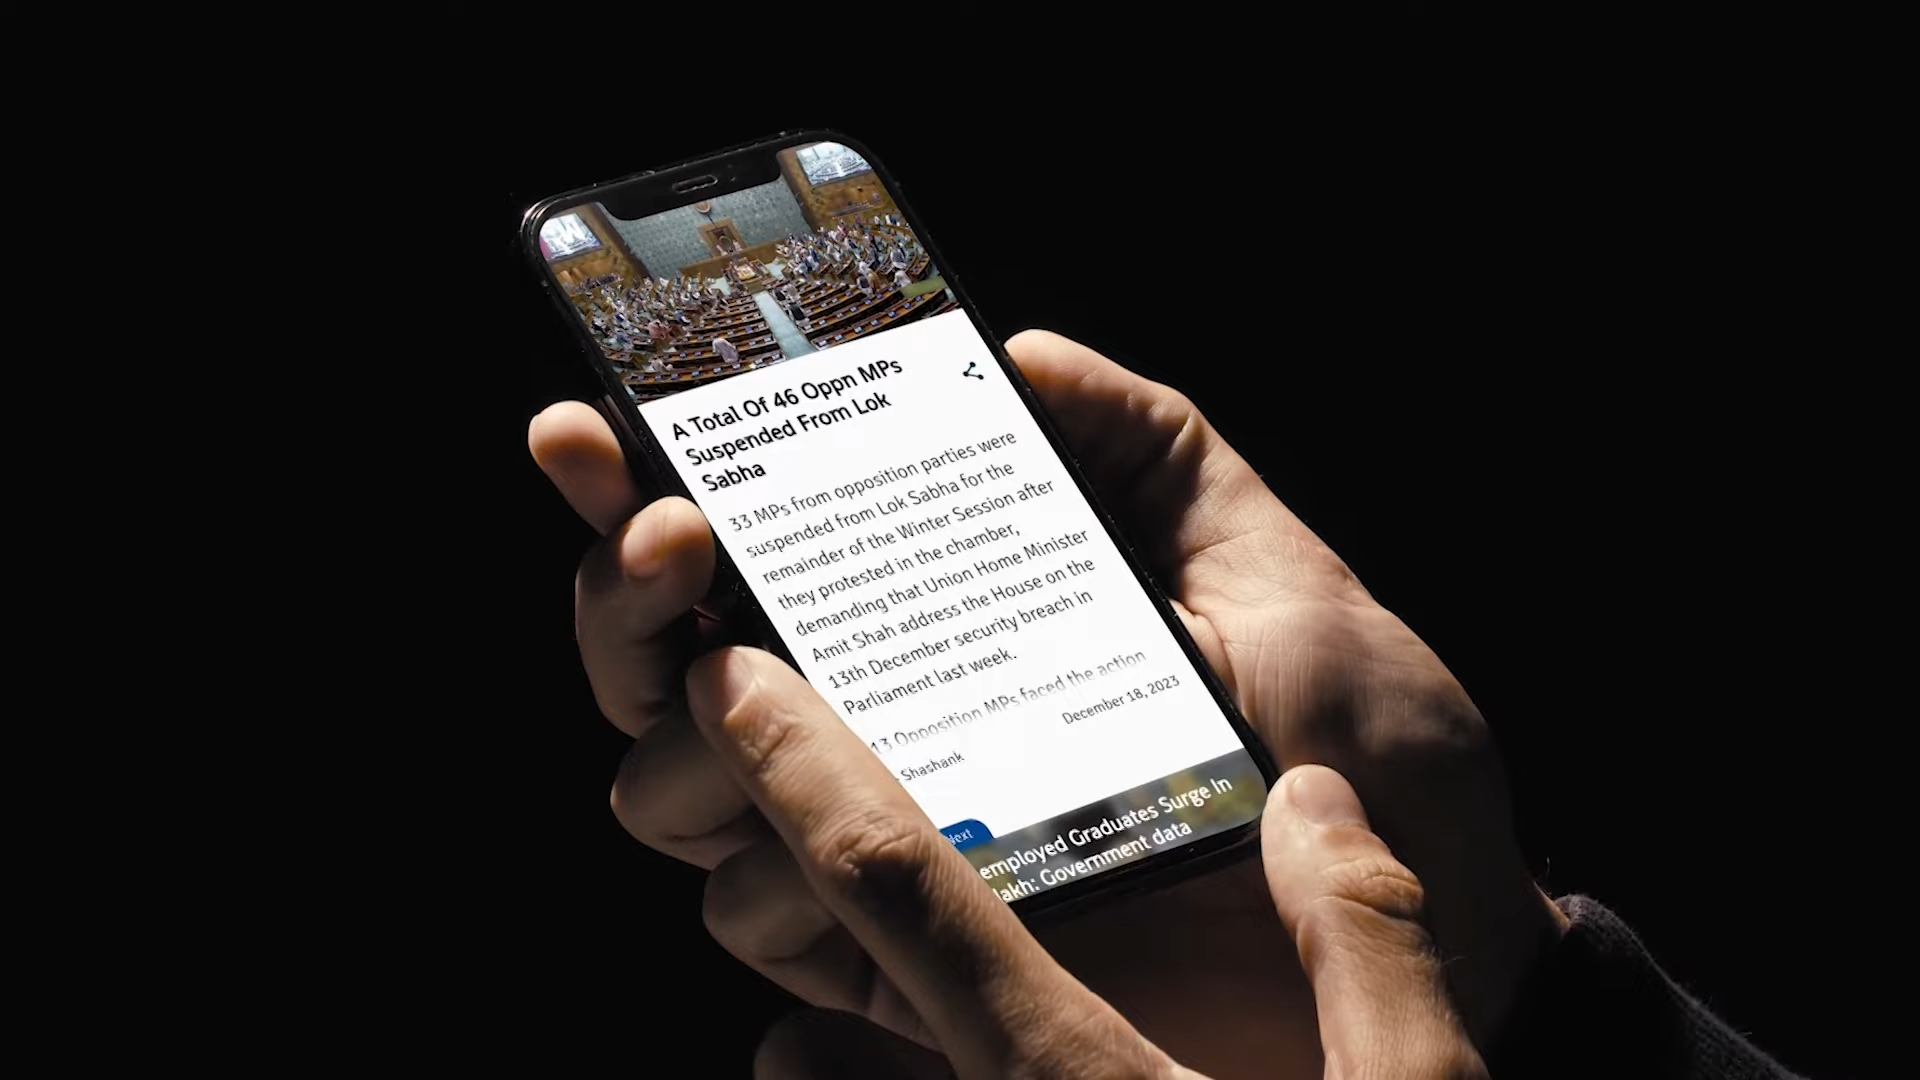 A Total Of 46 Oppn MPs
Suspended From Lok
Sabha
33 MPs from opposition parties were
suspended from Lok Sabha for the
remainder of the Winter Session after
they protested in the chamber,
demanding that Union Home Minister
Amit Shah address the House on the
13th December security breach in
Parliament last week.
13 Opposition MPs faced the action
December 18, 2023
- Shashank
Next
employed Graduates Surge In
lakh: Government data